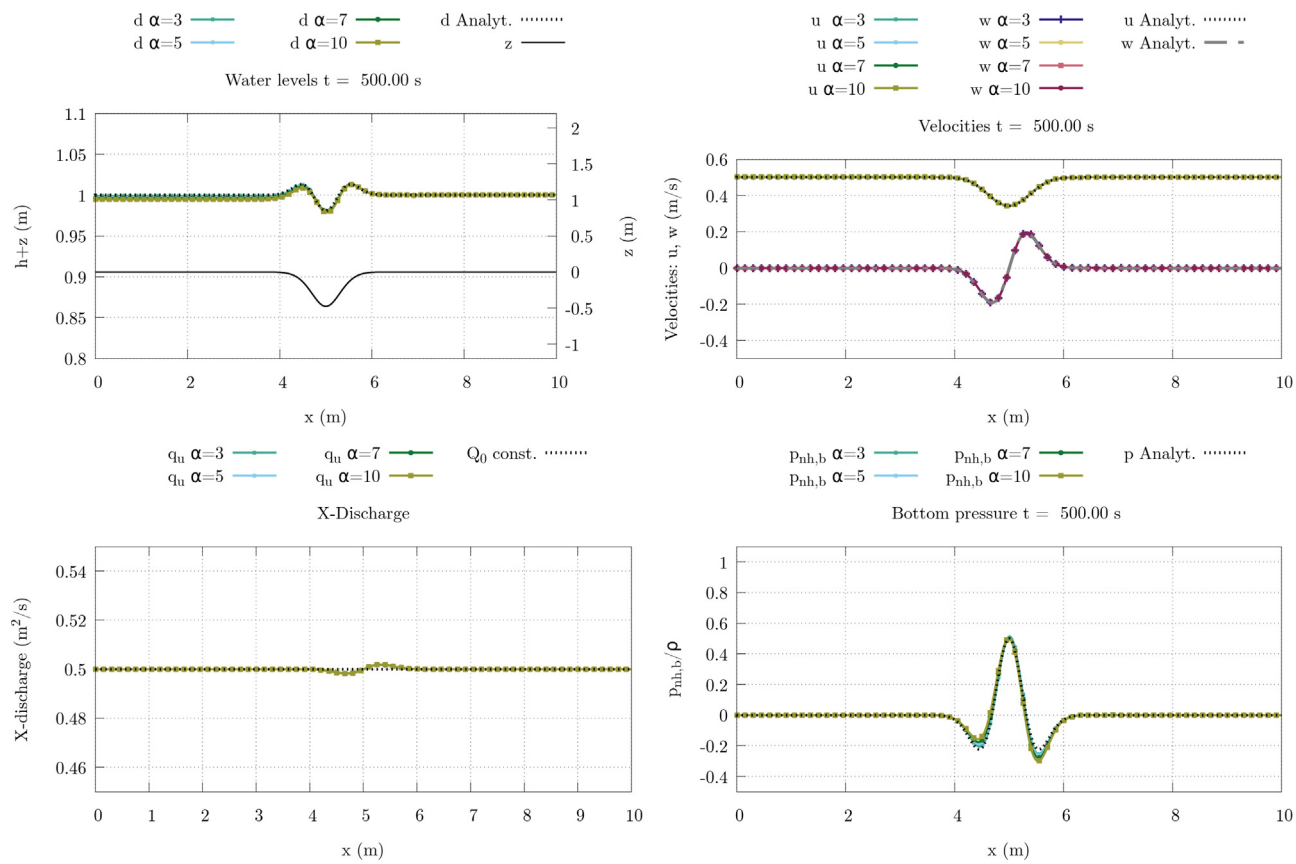 d α=3 d α=7 d Analyt.
d α=5 d α=10 z
Water levels t = 500.00 s
1.1
1.05
1
0.95
0.9
0.85
0.8
h+z (m)
2
1.5
1
0.5
0
-0.5
-1
z (m)
0 2 4 6 8 10
x (m)
u α=3 w α=3 u Analyt.
u α=5 w α=5 w Analyt.
u α=7 w α=7
u α=10 w α=10
Velocities t = 500.00 s
0.6
0.4
0.2
0
-0.2
-0.4
Velocities: u, w (m/s)
0 2 4 6 8 10
x (m)
qu α=3 qu α=7 Q0 const.
qu α=5 qu α=10
X-Discharge
0.54
0.52
0.5
0.48
0.46
X-discharge (m²/s)
0 1 2 3 4 5 6 7 8 9 10
x (m)
pnh,b α=3 pnh,b α=7 p Analyt.
pnh,b α=5 pnh,b α=10
Bottom pressure t = 500.00 s
1
0.8
0.6
0.4
0.2
0
-0.2
-0.4
pnh,b/ρ
0 2 4 6 8 10
x (m)